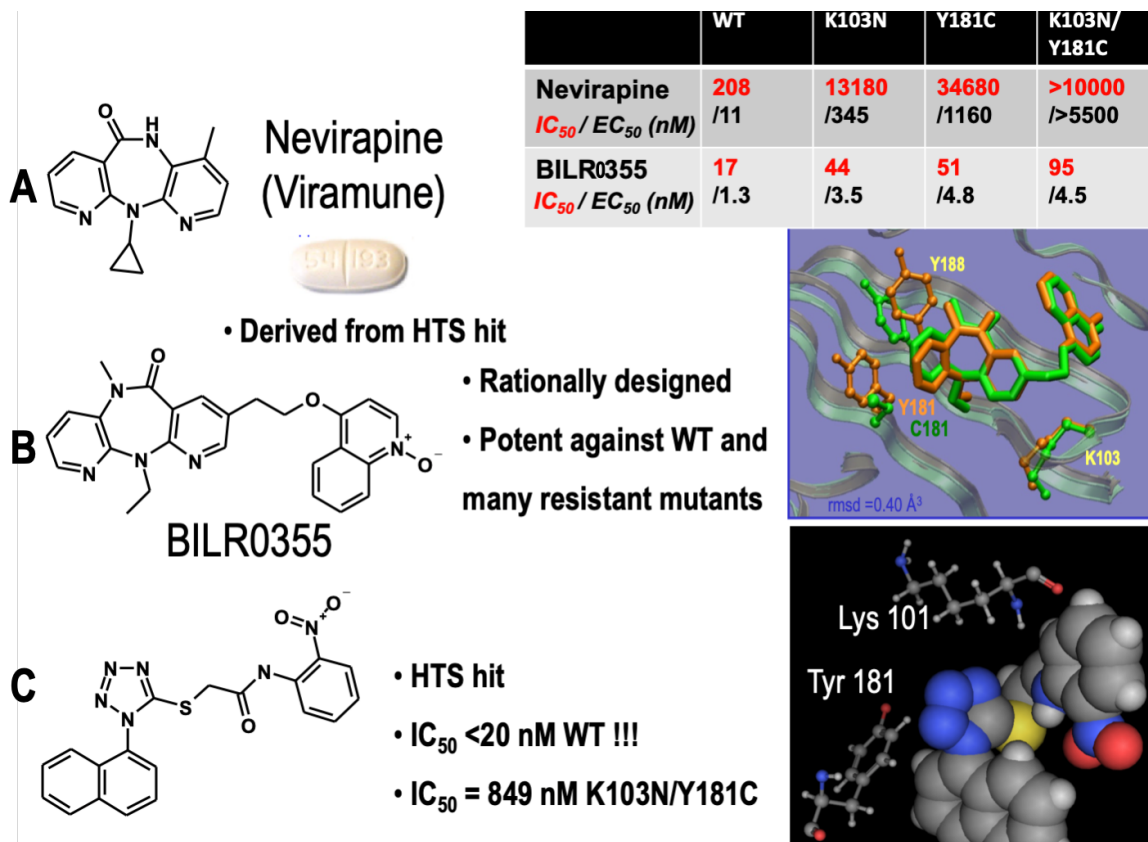 WT K103N Y181C K103N/
Y181C
Nevirapine 208 13180 34680 >10000
IC50 / EC50 (nM) /11 /345 /1160 />5500
BILR0355 17 44 51 95
IC50 / EC50 (nM) /1.3 /3.5 /4.8 /4.5
A
O
H
N
N
N
N
Nevirapine
(Viramune)
54 193
• Derived from HTS hit
B
N
O
N
N
N
O
N+
O−
BILR0355
• Rationally designed
• Potent against WT and
many resistant mutants
Y188
Y181
C181
K103
rmsd =0.40 Å³
C
N
N
N
N
S
O
N
O
N+
O−
• HTS hit
• IC50 <20 nM WT !!!
• IC50 = 849 nM K103N/Y181C
Lys 101
Tyr 181